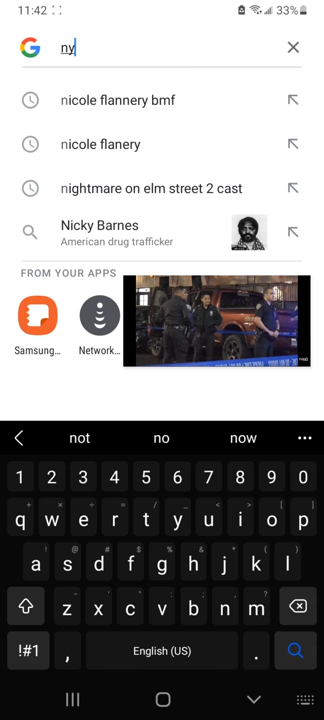 11:42
33%
ny
nicole flannery bmf
nicole flanery
nightmare on elm street 2 cast
Nicky Barnes
American drug trafficker
FROM YOUR APPS
Samsung...
Network...
not no now
1 2 3 4 5 6 7 8 9 0
q w e r t y u i o p
a s d f g h j k l
z x c v b n m
!#1 , English (US) .